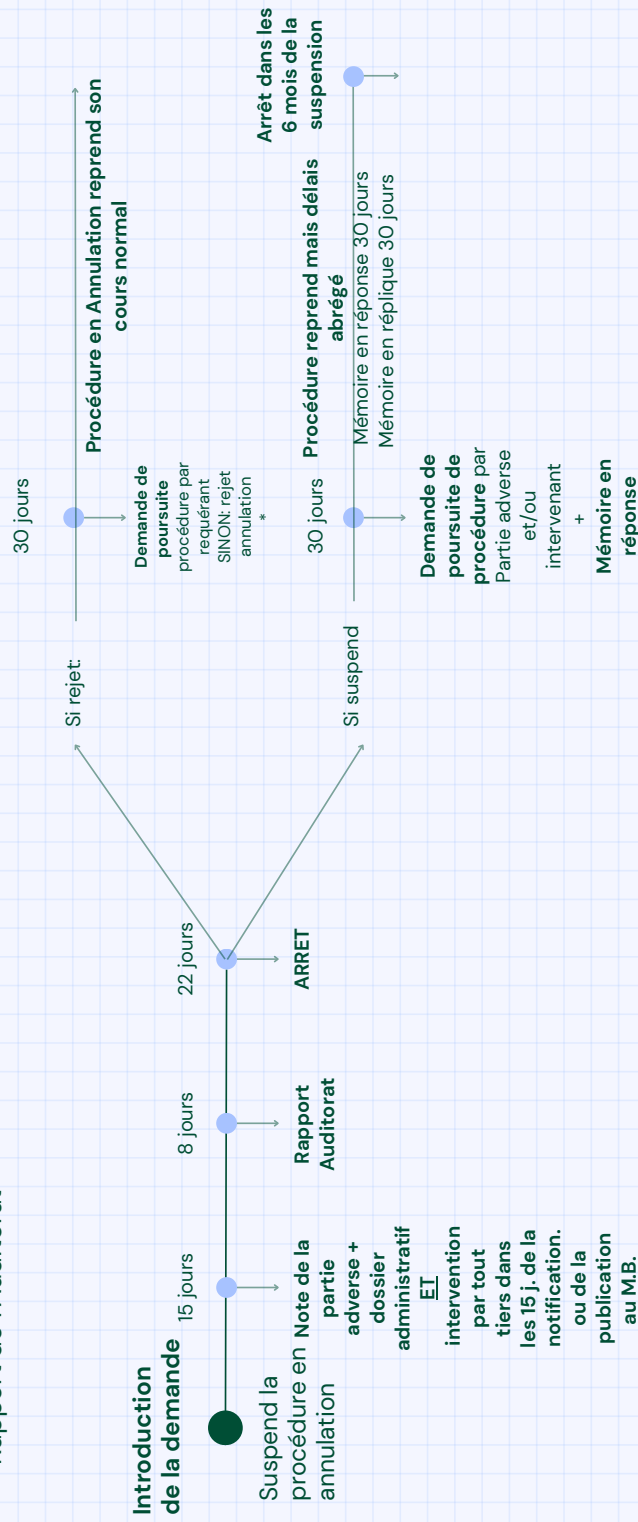 Introduction
de la demande
Suspend la
procédure en
annulation
15 jours
Note de la
partie
adverse +
dossier
administratif
ET
intervention
par tout
tiers dans
les 15 j. de la
notification.
ou de la
publication
au M.B.
8 jours
Rapport
Auditorat
22 jours
ARRET
Si rejet:
30 jours
Demande de
poursuite
procédure par
requérant
SINON: rejet
annulation
*
Procédure en Annulation reprend son
cours normal
Si suspend
30 jours
Demande de
poursuite de
procédure par
Partie adverse
et/ou
intervenant
+
Mémoire en
réponse
Procédure reprend mais délais
abrégé
Mémoire en réponse 30 jours
Mémoire en réplique 30 jours
Arrêt dans les
6 mois de la
suspension